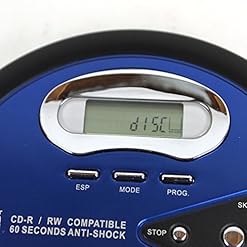 dISC
ESP MODE PROG.
CD-R / RW COMPATIBLE
60 SECONDS ANTI-SHOCK
STOP